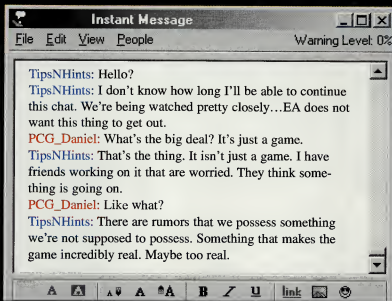 Instant Message
File Edit View People Warning Level: 0%
TipsNHints: Hello?
TipsNHints: I don't know how long I'll be able to continue
this chat. We're being watched pretty closely…EA does not
want this thing to get out.
PCG_Daniel: What's the big deal? It's just a game.
TipsNHints: That's the thing. It isn't just a game. I have
friends working on it that are worried. They think some-
thing is going on.
PCG_Daniel: Like what?
TipsNHints: There are rumors that we possess something
we're not supposed to possess. Something that makes the
game incredibly real. Maybe too real.
A A A A A B I U link